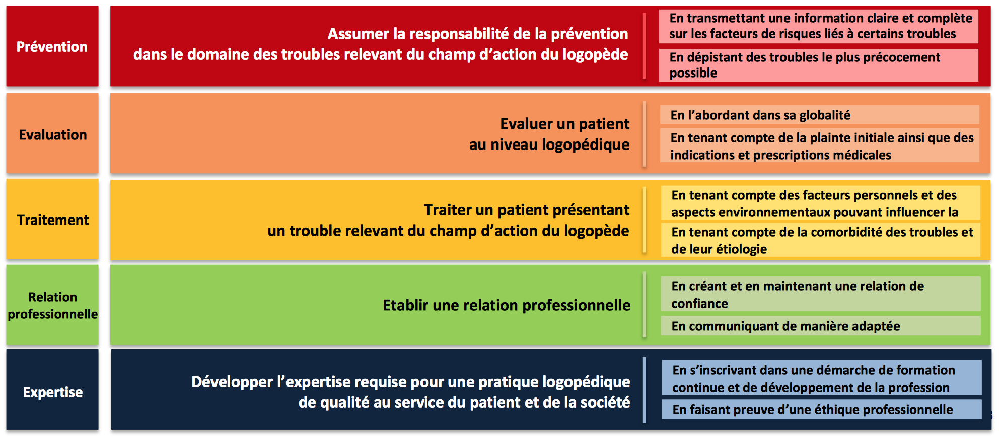 Prévention
Assumer la responsabilité de la prévention
dans le domaine des troubles relevant du champ d’action du logopède
En transmettant une information claire et complète
sur les facteurs de risques liés à certains troubles
En dépistant des troubles le plus précocement
possible
Evaluation
Evaluer un patient
au niveau logopédique
En l’abordant dans sa globalité
En tenant compte de la plainte initiale ainsi que des
indications et prescriptions médicales
Traitement
Traiter un patient présentant
un trouble relevant du champ d’action du logopède
En tenant compte des facteurs personnels et des
aspects environnementaux pouvant influencer la
En tenant compte de la comorbidité des troubles et
de leur étiologie
Relation
professionnelle
Etablir une relation professionnelle
En créant et en maintenant une relation de
confiance
En communiquant de manière adaptée
Expertise
Développer l’expertise requise pour une pratique logopédique
de qualité au service du patient et de la société
En s’inscrivant dans une démarche de formation
continue et de développement de la profession
En faisant preuve d’une éthique professionnelle